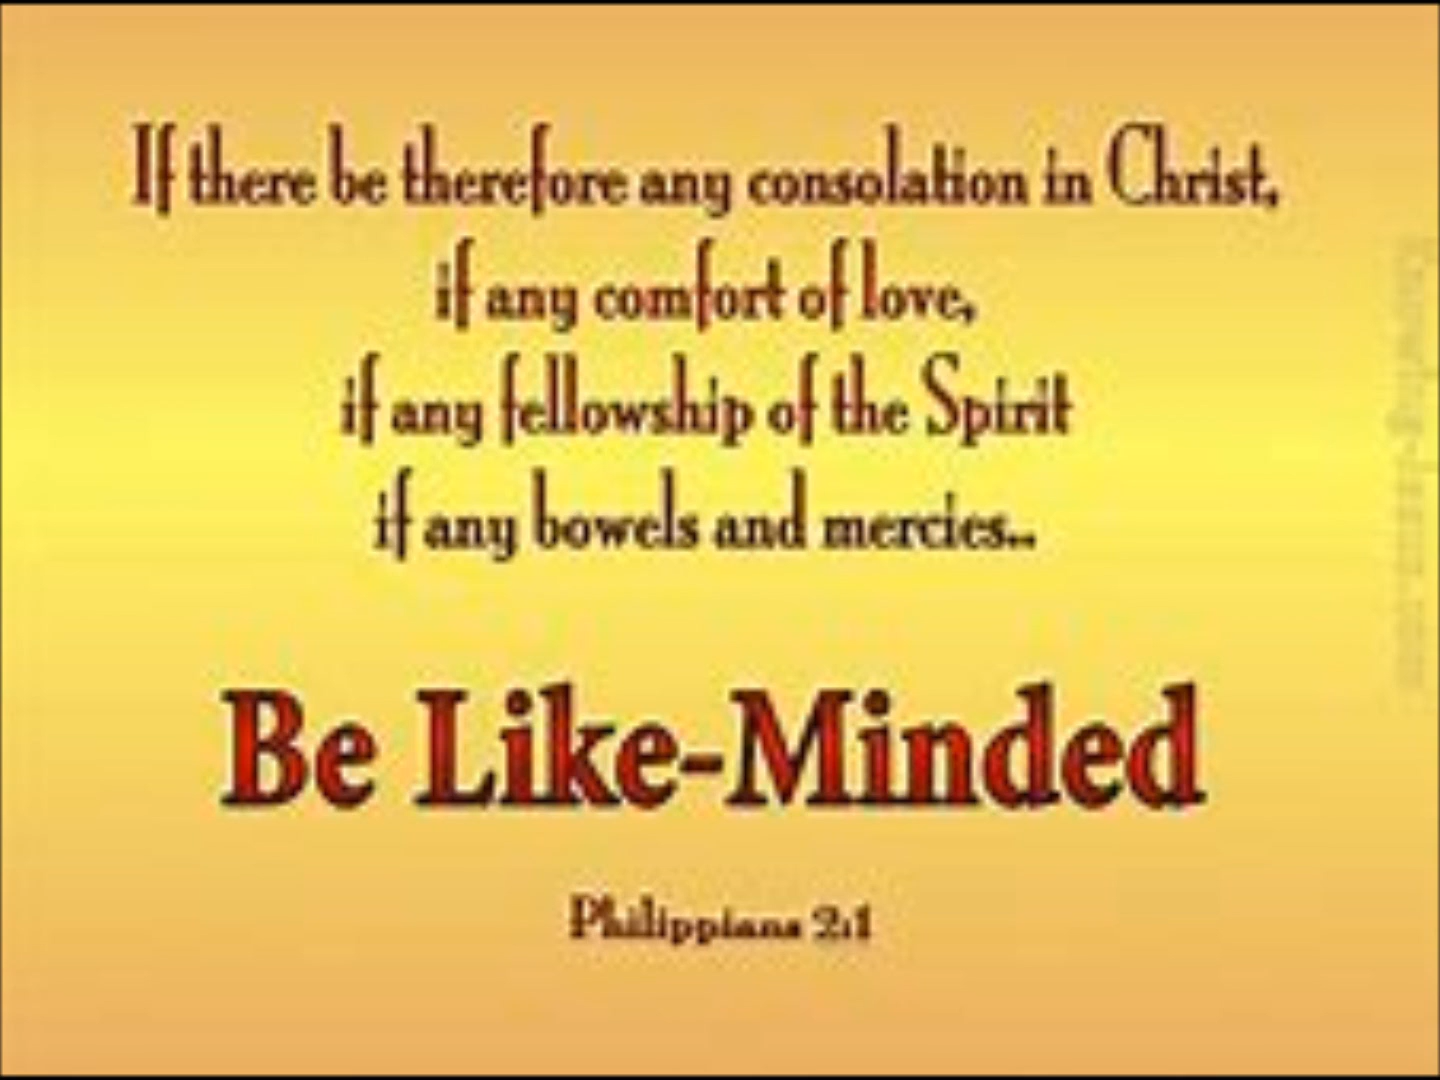 If there be therefore any consolation in Christ,
if any comfort of love,
if any fellowship of the Spirit
if any bowels and mercies..
Be Like-Minded
Philippians 2:1